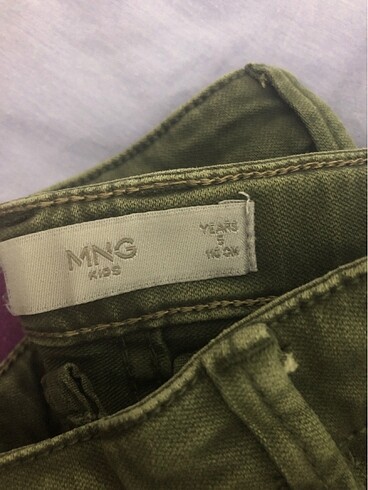 MNG
KIDS
YEARS
5
110 CM